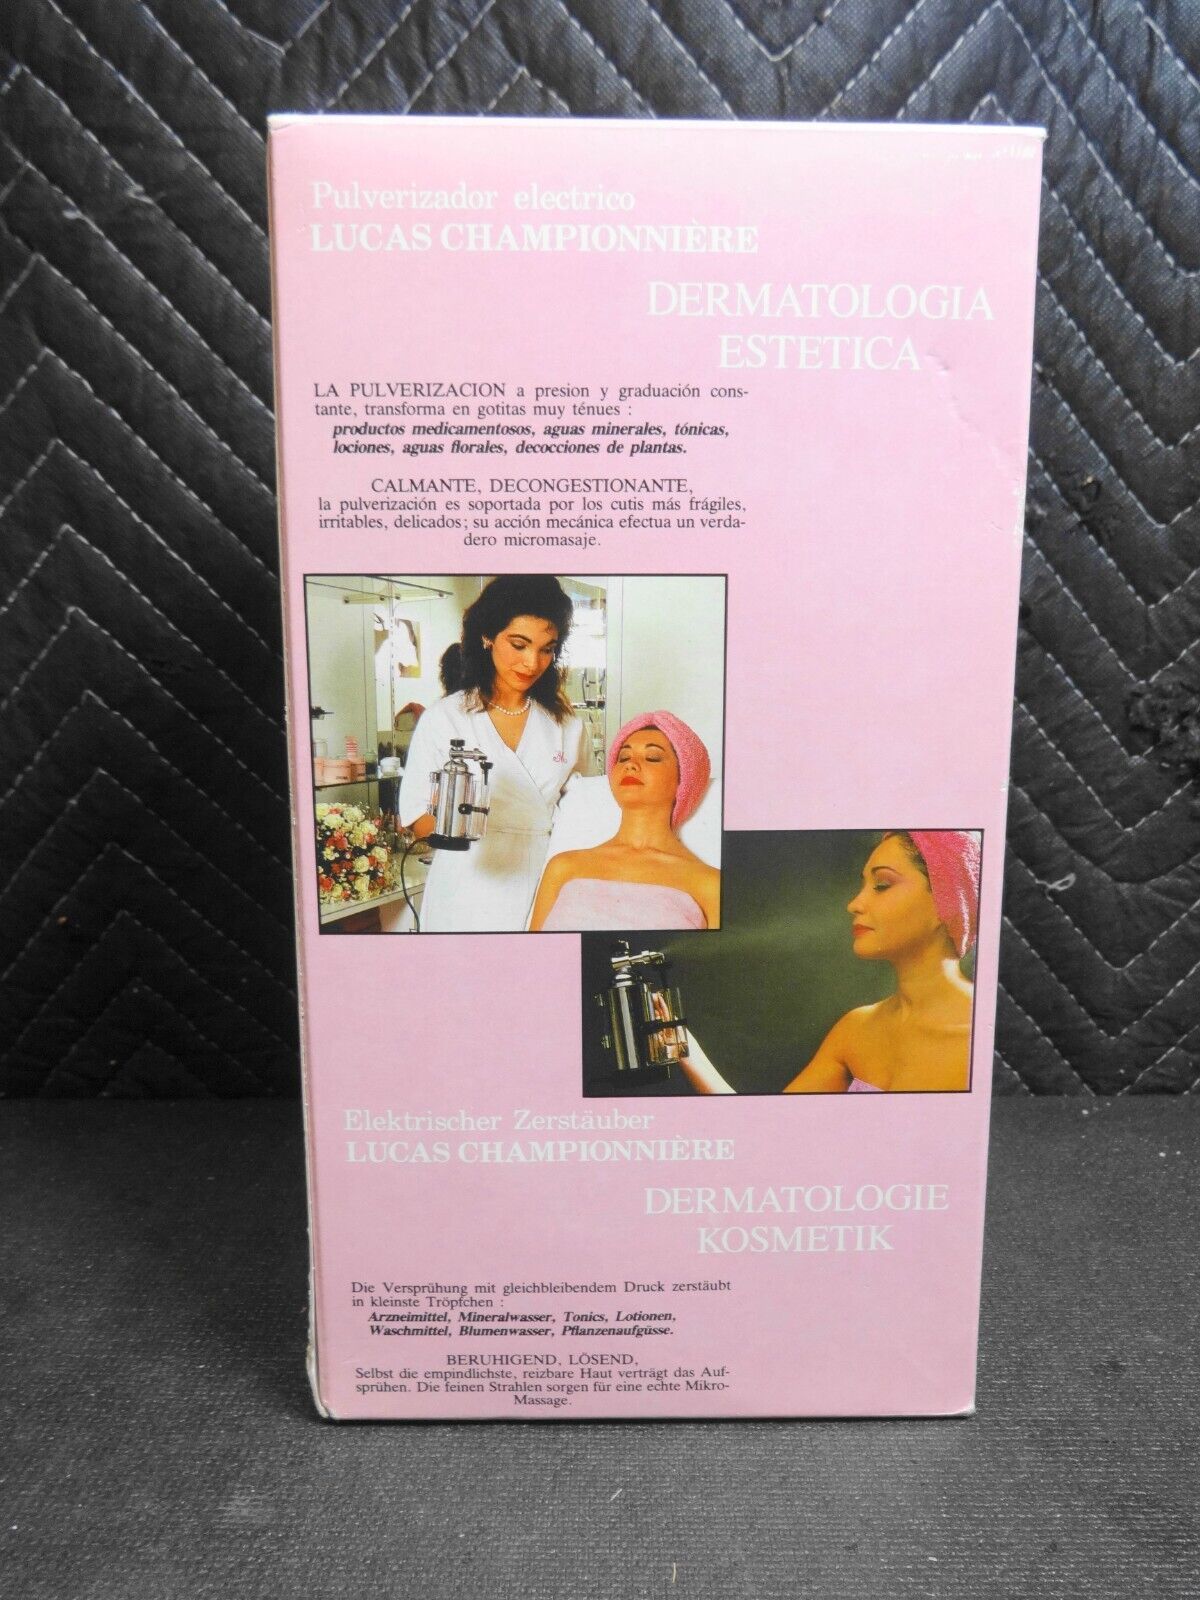 Pulverizador electrico
LUCAS CHAMPIONNIÈRE
DERMATOLOGIA
ESTETICA
LA PULVERIZACION a presion y graduación cons-
tante, transforma en gotitas muy ténues :
productos medicamentosos, aguas minerales, tónicas,
lociones, aguas florales, decocciones de plantas.
CALMANTE, DECONGESTIONANTE,
la pulverización es soportada por los cutis más frágiles,
irritables, delicados; su acción mecánica efectua un verda-
dero micromasaje.
Elektrischer Zerstäuber
LUCAS CHAMPIONNIÈRE
DERMATOLOGIE
KOSMETIK
Die Versprühung mit gleichbleibendem Druck zerstäubt
in kleinste Tröpfchen :
Arzneimittel, Mineralwasser, Tonics, Lotionen,
Waschmittel, Blumenwasser, Pflanzenaufgüsse.
BERUHIGEND, LÖSEND,
Selbst die empindlichste, reizbare Haut verträgt das Auf-
sprühen. Die feinen Strahlen sorgen für eine echte Mikro-
Massage.